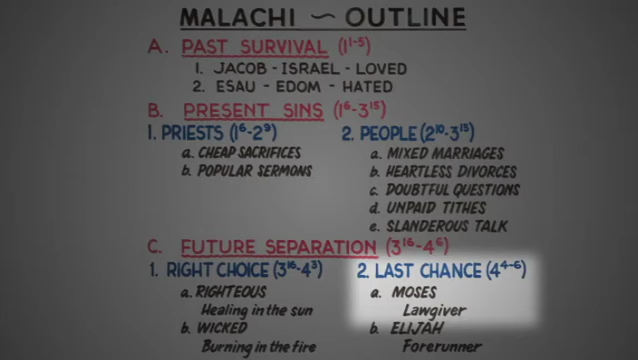 MALACHI ~ OUTLINE
A. PAST SURVIVAL (1¹⁻⁵)
1. JACOB - ISRAEL - LOVED
2. ESAU - EDOM - HATED
B. PRESENT SINS (1⁶-3¹⁵)
1. PRIESTS (1⁶-2⁹)
a. CHEAP SACRIFICES
b. POPULAR SERMONS
2. PEOPLE (2¹⁰-3¹⁵)
a. MIXED MARRIAGES
b. HEARTLESS DIVORCES
c. DOUBTFUL QUESTIONS
d. UNPAID TITHES
e. SLANDEROUS TALK
C. FUTURE SEPARATION (3¹⁶-4⁶)
1. RIGHT CHOICE (3¹⁶-4³)
a. RIGHTEOUS
Healing in the sun
b. WICKED
Burning in the fire
2. LAST CHANCE (4⁴⁻⁶)
a. MOSES
Lawgiver
b. ELIJAH
Forerunner